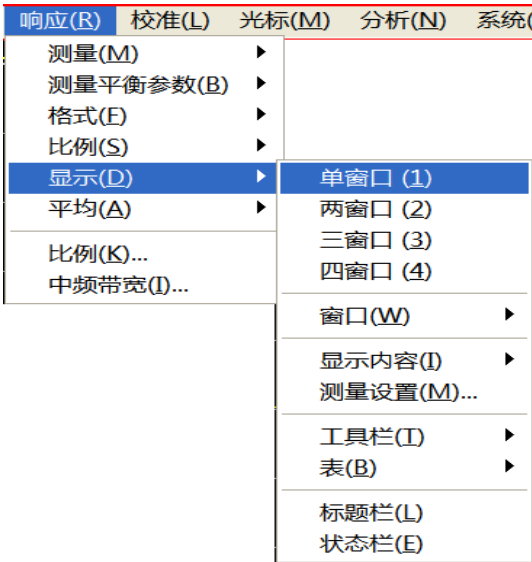 响应(R) 校准(L) 光标(M) 分析(N) 系统(
测量(M)
测量平衡参数(B)
格式(F)
比例(S)
显示(D)
平均(A)
比例(K)...
中频带宽(I)...
单窗口 (1)
两窗口 (2)
三窗口 (3)
四窗口 (4)
窗口(W)
显示内容(I)
测量设置(M)...
工具栏(T)
表(B)
标题栏(L)
状态栏(E)